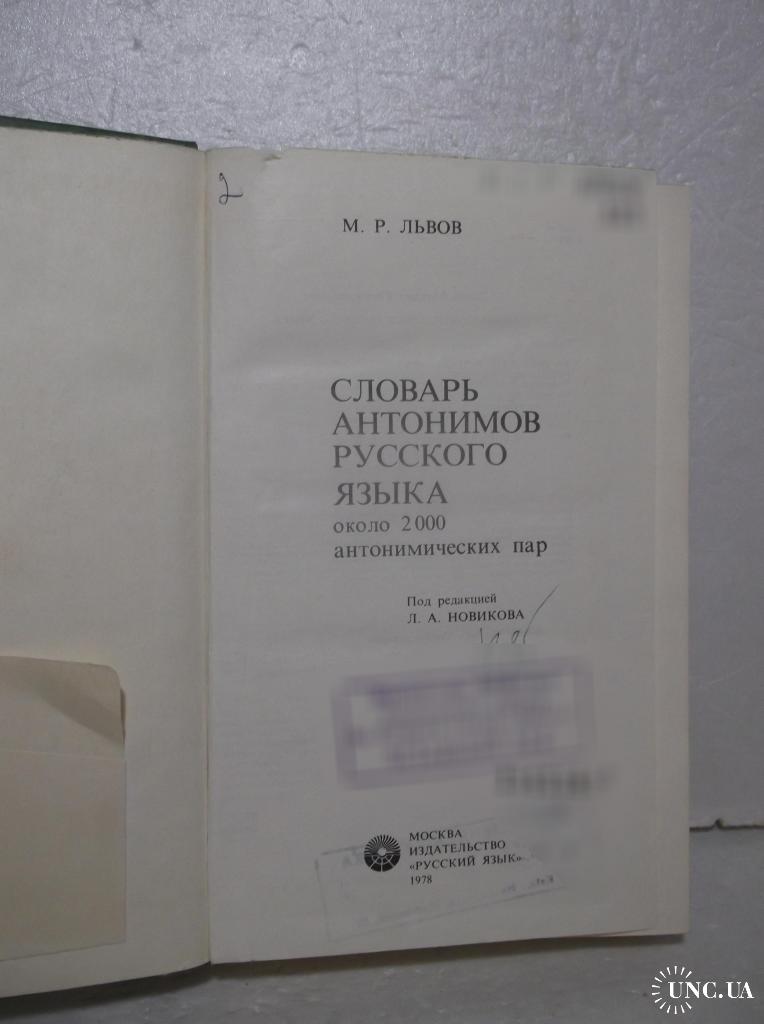 2
М. Р. ЛЬВОВ
СЛОВАРЬ
АНТОНИМОВ
РУССКОГО
ЯЗЫКА
около 2000
антонимических пар
Под редакцией
Л. А. НОВИКОВА
МОСКВА
ИЗДАТЕЛЬСТВО
«РУССКИЙ ЯЗЫК»
1978
UNC.UA